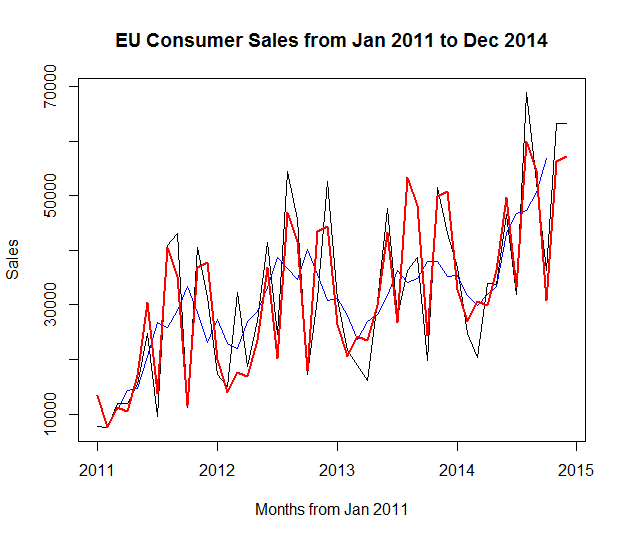 EU Consumer Sales from Jan 2011 to Dec 2014
Sales
70000
50000
30000
10000
2011 2012 2013 2014 2015
Months from Jan 2011